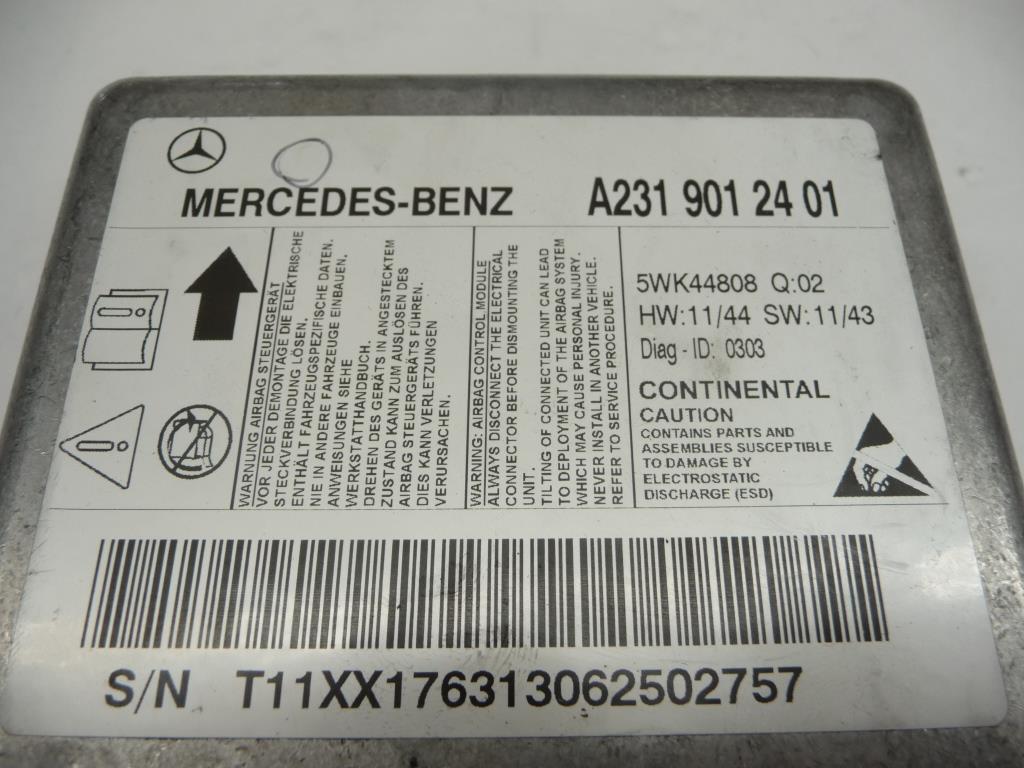 MERCEDES-BENZ
A231 901 24 01
WARNUNG AIRBAG STEUERGERÄT
VOR JEDER DEMONTAGE DIE ELEKTRISCHE
STECKVERBINDUNG LÖSEN.
ENTHÄLT FAHRZEUGSPEZIFISCHE DATEN.
NIE IN ANDERE FAHRZEUGE EINBAUEN.
ANWEISUNGEN SIEHE
WERKSTATTHANDBUCH.
DREHEN DES GERÄTS IN ANGESTECKTEM
ZUSTAND KANN ZUM AUSLÖSEN DES
AIRBAG STEUERGERÄTS FÜHREN.
DIES KANN VERLETZUNGEN
VERURSACHEN.
WARNING: AIRBAG CONTROL MODULE
ALWAYS DISCONNECT THE ELECTRICAL
CONNECTOR BEFORE DISMOUNTING THE
UNIT.
TILTING OF CONNECTED UNIT CAN LEAD
TO DEPLOYMENT OF THE AIRBAG SYSTEM
WHICH MAY CAUSE PERSONAL INJURY.
NEVER INSTALL IN ANOTHER VEHICLE.
REFER TO SERVICE PROCEDURE.
5WK44808 Q:02
HW:11/44 SW:11/43
Diag - ID: 0303
CONTINENTAL
CAUTION
CONTAINS PARTS AND
ASSEMBLIES SUSCEPTIBLE
TO DAMAGE BY
ELECTROSTATIC
DISCHARGE (ESD)
S/N T11XX176313062502757